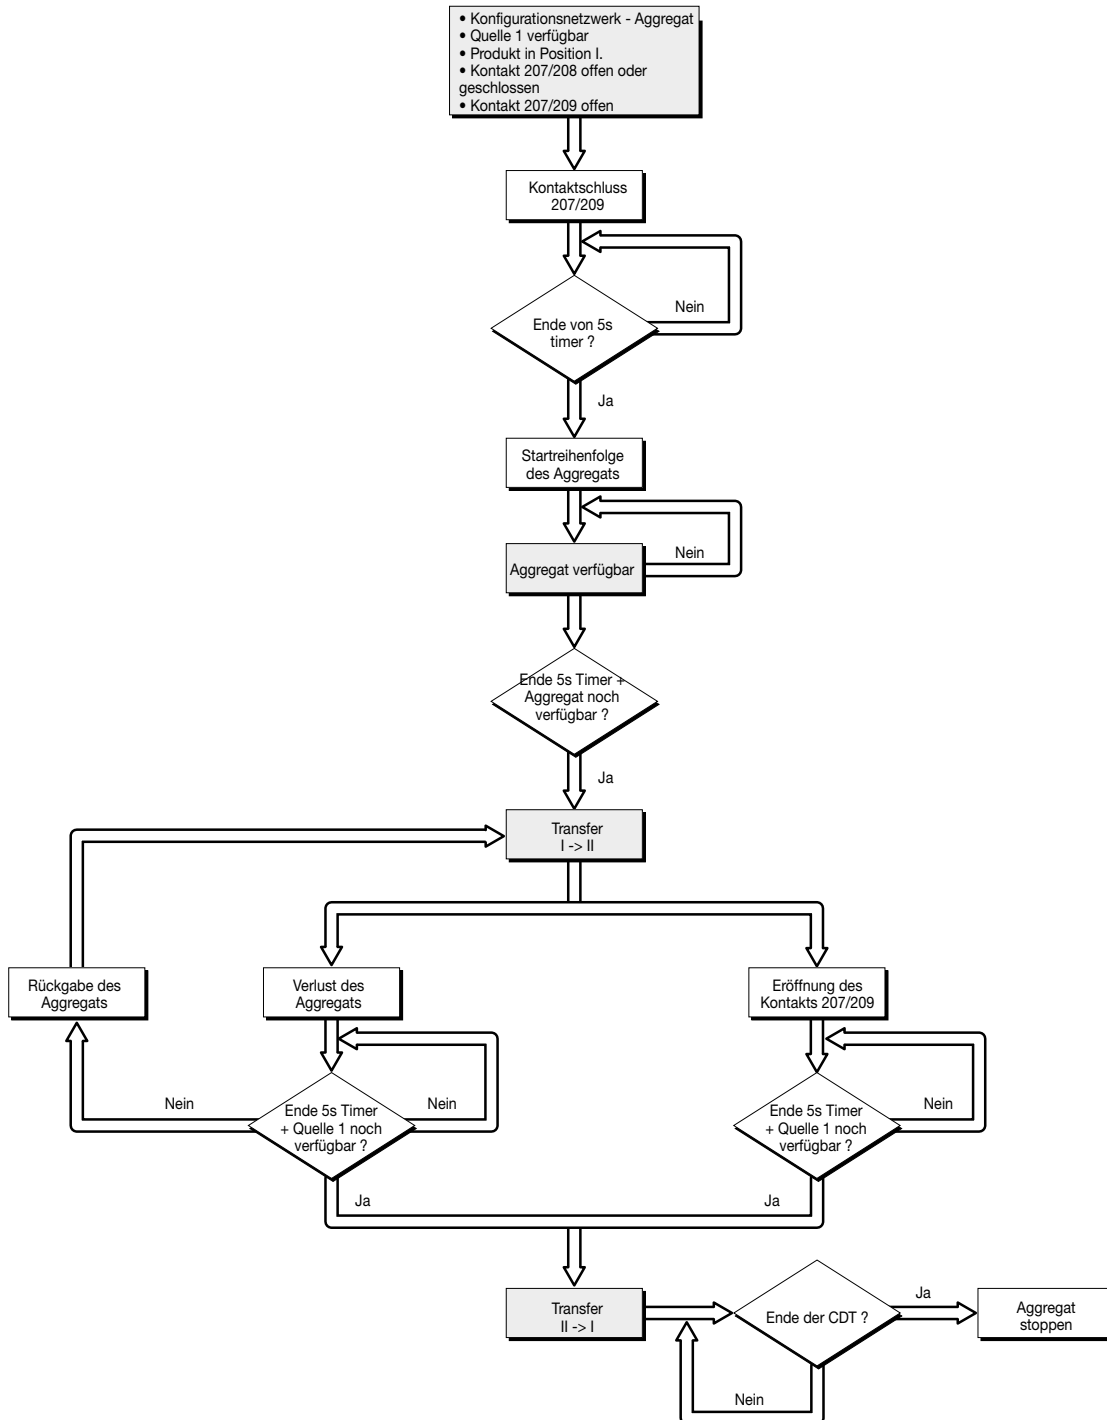 • Konfigurationsnetzwerk - Aggregat
• Quelle 1 verfügbar
• Produkt in Position I.
• Kontakt 207/208 offen oder
geschlossen
• Kontakt 207/209 offen
Kontaktschluss
207/209
Nein
Ende von 5s
timer ?
Ja
Startreihenfolge
des Aggregats
Nein
Aggregat verfügbar
Ende 5s Timer +
Aggregat noch
verfügbar ?
Ja
Transfer
I -> II
Rückgabe des
Aggregats
Verlust des
Aggregats
Eröffnung des
Kontakts 207/209
Nein
Ende 5s Timer
+ Quelle 1 noch
verfügbar ?
Nein
Ende 5s Timer
+ Quelle 1 noch
verfügbar ?
Nein
Ja
Ja
Transfer
II -> I
Ende der CDT ?
Ja
Aggregat
stoppen
Nein